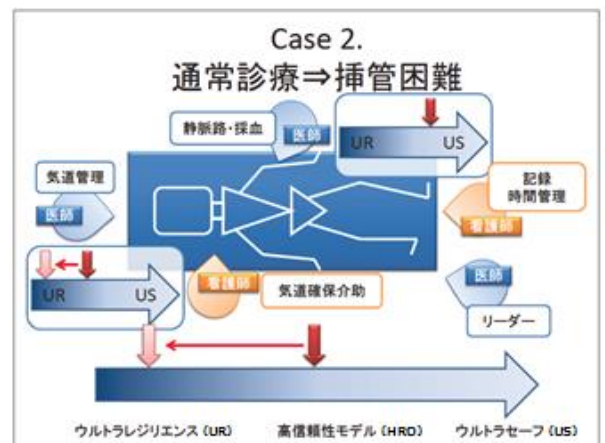 Case 2.
通常診療⇒挿管困難
静脈路・採血
医師
UR
US
気道管理
医師
記録
時間管理
看護師
UR
US
看護師
気道確保介助
医師
リーダー
ウルトラレジリエンス（UR）
高信頼性モデル（HRD）
ウルトラセーフ（US）